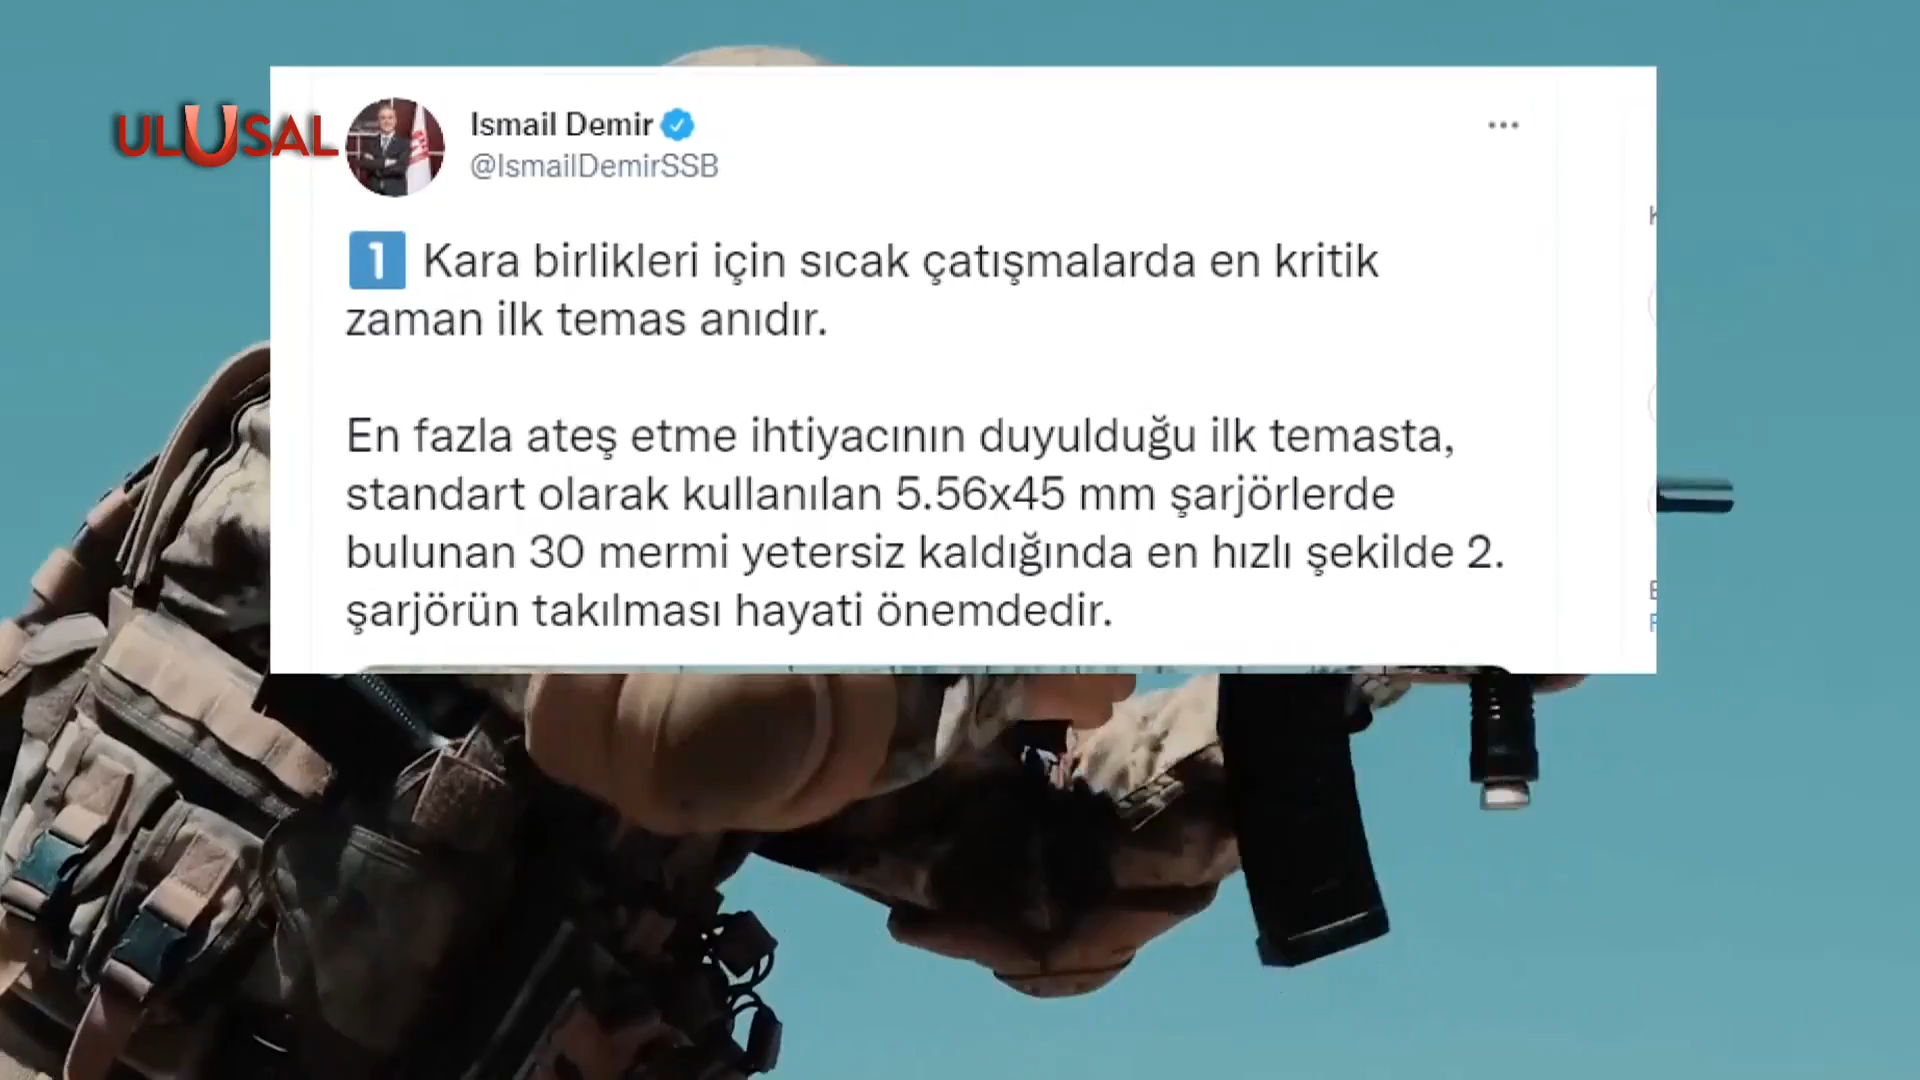 ULUSAL
Ismail Demir
@IsmailDemirSSB
1 Kara birlikleri için sıcak çatışmalarda en kritik
zaman ilk temas anıdır.
En fazla ateş etme ihtiyacının duyulduğu ilk temasta,
standart olarak kullanılan 5.56x45 mm şarjörlerde
bulunan 30 mermi yetersiz kaldığında en hızlı şekilde 2.
şarjörün takılması hayati önemdedir.